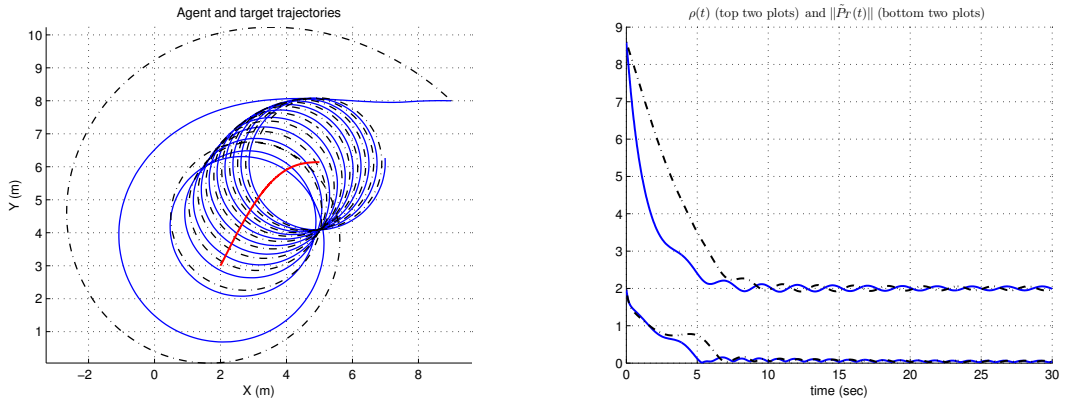 Agent and target trajectories
10
9
8
7
6
5
4
3
2
1
Y (m)
−2 0 2 4 6 8
X (m)
ρ(t) (top two plots) and ||P̃_T(t)|| (bottom two plots)
9
8
7
6
5
4
3
2
1
0
0 5 10 15 20 25 30
time (sec)